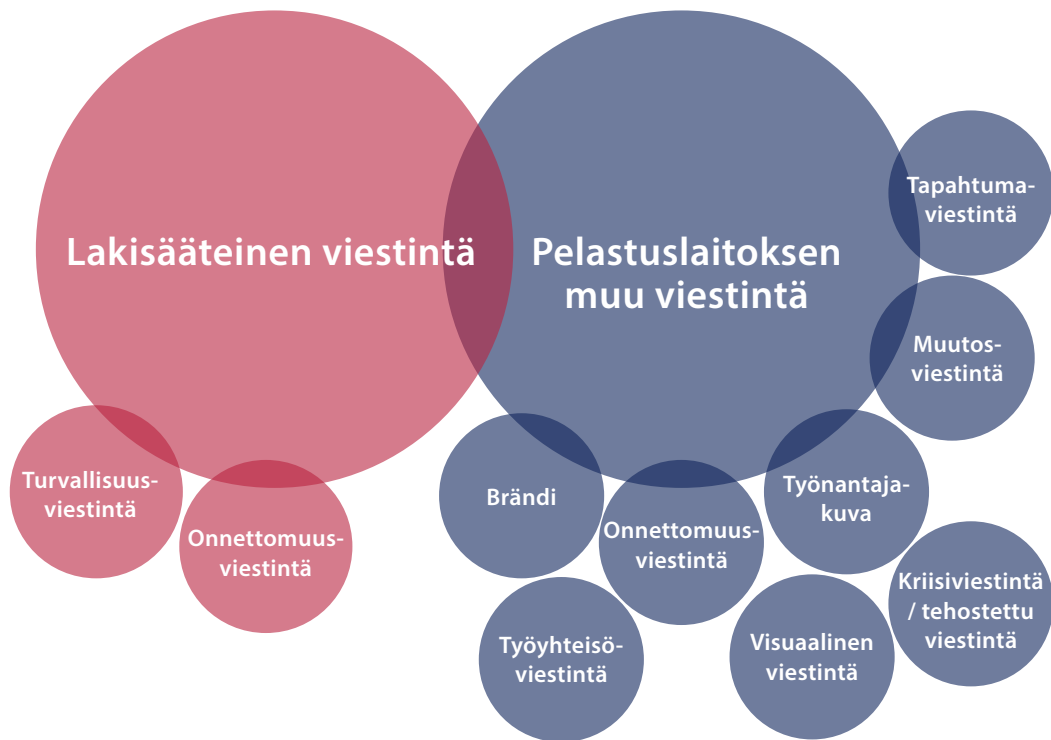 Lakisääteinen viestintä
Pelastuslaitoksen
muu viestintä
Tapahtuma-
viestintä
Muutos-
viestintä
Turvallisuus-
viestintä
Onnettomuus-
viestintä
Brändi
Onnettomuus-
viestintä
Työnantaja-
kuva
Kriisiviestintä
/ tehostettu
viestintä
Työyhteisö-
viestintä
Visuaalinen
viestintä